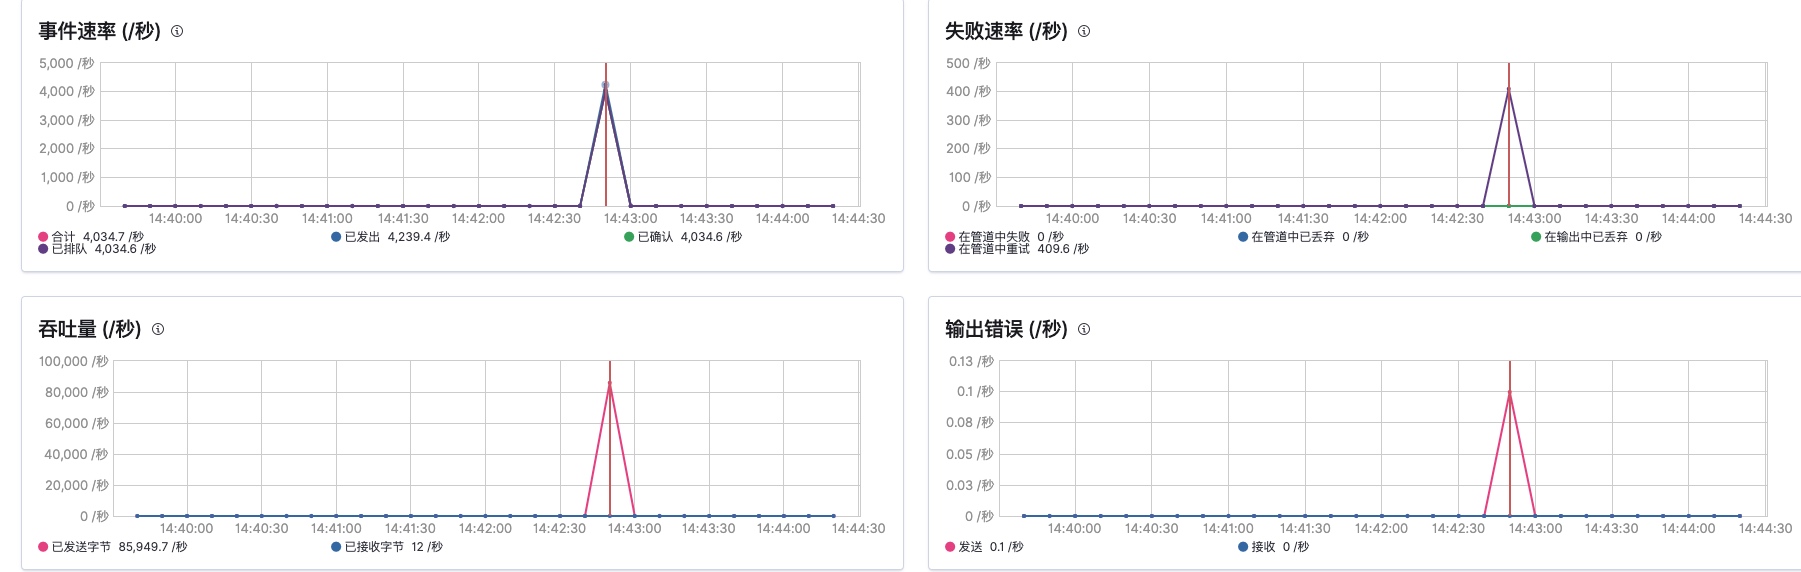 事件速率 (/秒)
5,000 /秒
4,000 /秒
3,000 /秒
2,000 /秒
1,000 /秒
0 /秒
14:40:00 14:40:30 14:41:00 14:41:30 14:42:00 14:42:30 14:43:00 14:43:30 14:44:00 14:44:30
合计 4,034.7 /秒 已发出 4,239.4 /秒 已确认 4,034.6 /秒
已排队 4,034.6 /秒
失败速率 (/秒)
500 /秒
400 /秒
300 /秒
200 /秒
100 /秒
0 /秒
14:40:00 14:40:30 14:41:00 14:41:30 14:42:00 14:42:30 14:43:00 14:43:30 14:44:00 14:44:30
在管道中失败 0 /秒 在管道中已丢弃 0 /秒 在输出中已丢弃 0 /秒
在管道中重试 409.6 /秒
吞吐量 (/秒)
100,000 /秒
80,000 /秒
60,000 /秒
40,000 /秒
20,000 /秒
0 /秒
14:40:00 14:40:30 14:41:00 14:41:30 14:42:00 14:42:30 14:43:00 14:43:30 14:44:00 14:44:30
已发送字节 85,949.7 /秒 已接收字节 12 /秒
输出错误 (/秒)
0.13 /秒
0.1 /秒
0.08 /秒
0.05 /秒
0.03 /秒
0 /秒
14:40:00 14:40:30 14:41:00 14:41:30 14:42:00 14:42:30 14:43:00 14:43:30 14:44:00 14:44:30
发送 0.1 /秒 接收 0 /秒